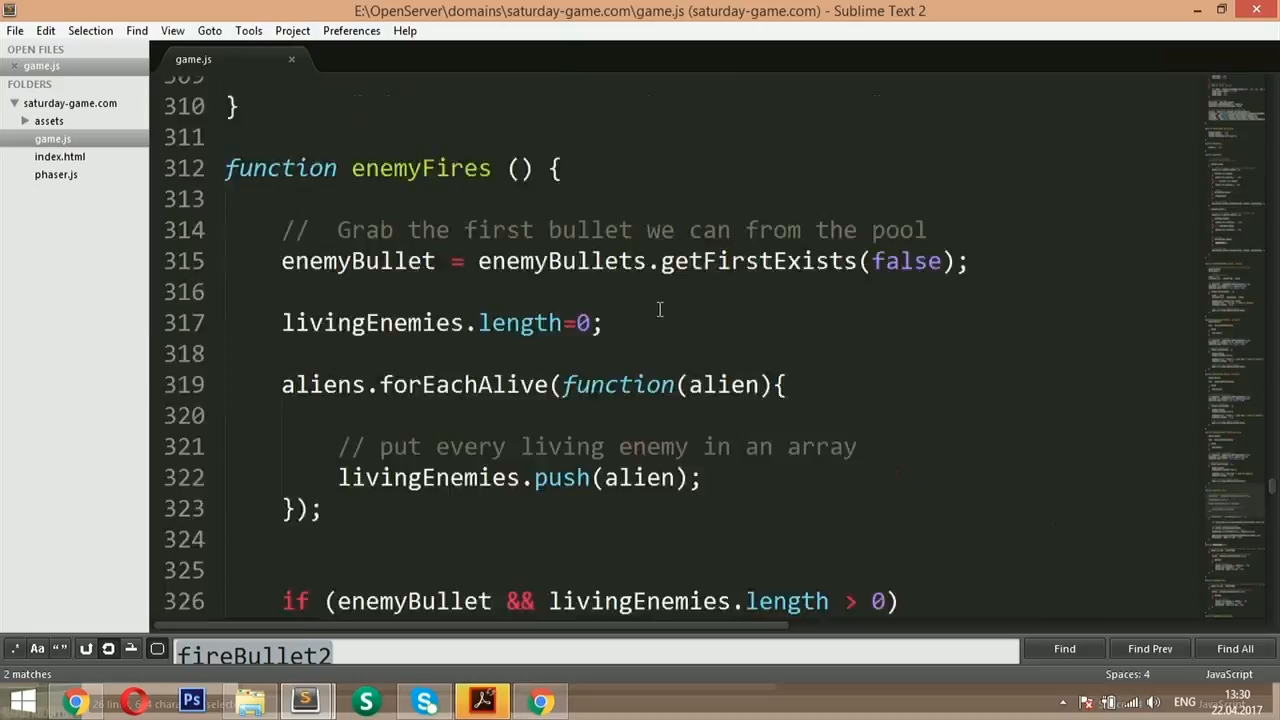 E:\OpenServer\domains\saturday-game.com\game.js (saturday-game.com) - Sublime Text 2
File Edit Selection Find View Goto Tools Project Preferences Help
OPEN FILES
game.js
FOLDERS
saturday-game.com
assets
game.js
index.html
phaser.js
game.js
309
310 }
311
312 function enemyFires () {
313
314 // Grab the first bullet we can from the pool
315 enemyBullet = enemyBullets.getFirstExists(false);
316
317 livingEnemies.length=0;
318
319 aliens.forEachAlive(function(alien){
320
321 // put every living enemy in an array
322 livingEnemies.push(alien);
323 });
324
325
326 if (enemyBullet livingEnemies.length > 0)
.* Aa “ ” fireBullet2 Find Find Prev Find All
2 matches Spaces: 4 JavaScript
Ps S ENG 13:30
22.04.2017